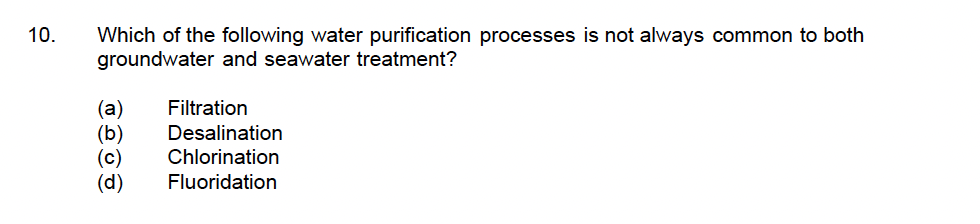 10. Which of the following water purification processes is not always common to both
groundwater and seawater treatment?
(a) Filtration
(b) Desalination
(c) Chlorination
(d) Fluoridation